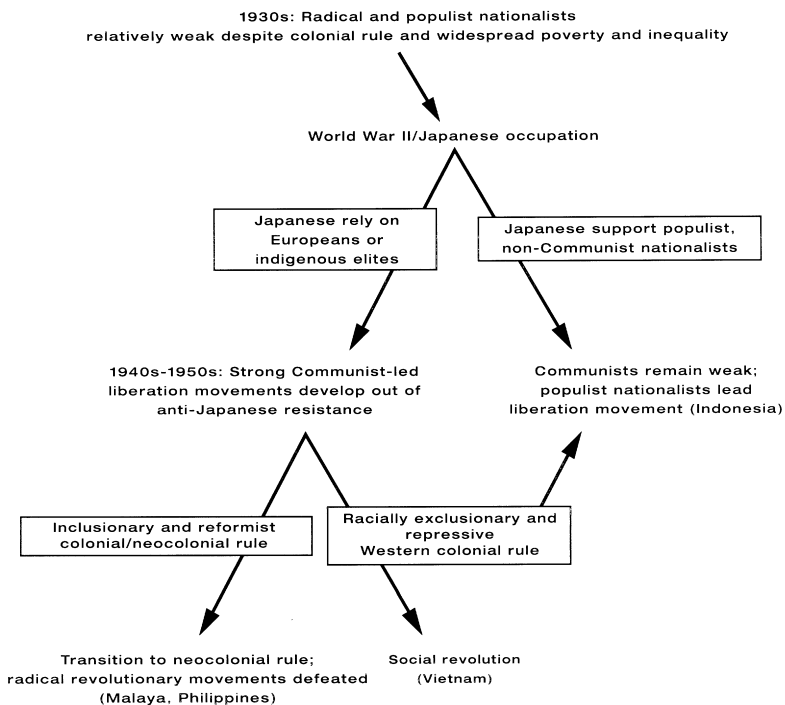 1930s: Radical and populist nationalists
relatively weak despite colonial rule and widespread poverty and inequality
World War II/Japanese occupation
Japanese rely on
Europeans or
indigenous elites
Japanese support populist,
non-Communist nationalists
1940s-1950s: Strong Communist-led
liberation movements develop out of
anti-Japanese resistance
Communists remain weak;
populist nationalists lead
liberation movement (Indonesia)
Inclusionary and reformist
colonial/neocolonial rule
Racially exclusionary and
repressive
Western colonial rule
Transition to neocolonial rule;
radical revolutionary movements defeated
(Malaya, Philippines)
Social revolution
(Vietnam)